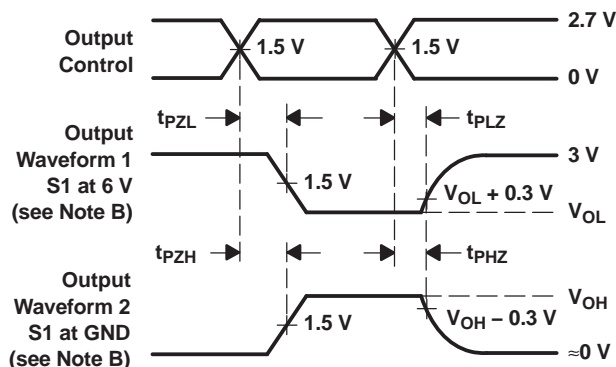 Output
Control
1.5 V
1.5 V
2.7 V
0 V
tPZL
tPLZ
Output
Waveform 1
S1 at 6 V
(see Note B)
1.5 V
VOL + 0.3 V
3 V
VOL
tPZH
tPHZ
Output
Waveform 2
S1 at GND
(see Note B)
1.5 V
VOH − 0.3 V
VOH
≈0 V